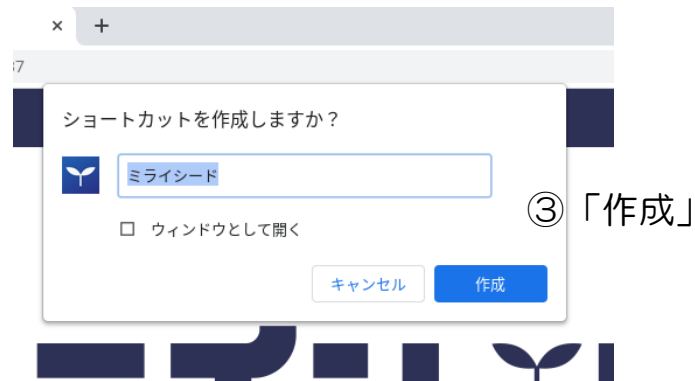 37
ショートカットを作成しますか？
ミライシード
③「作成」
ウィンドウとして開く
キャンセル
作成